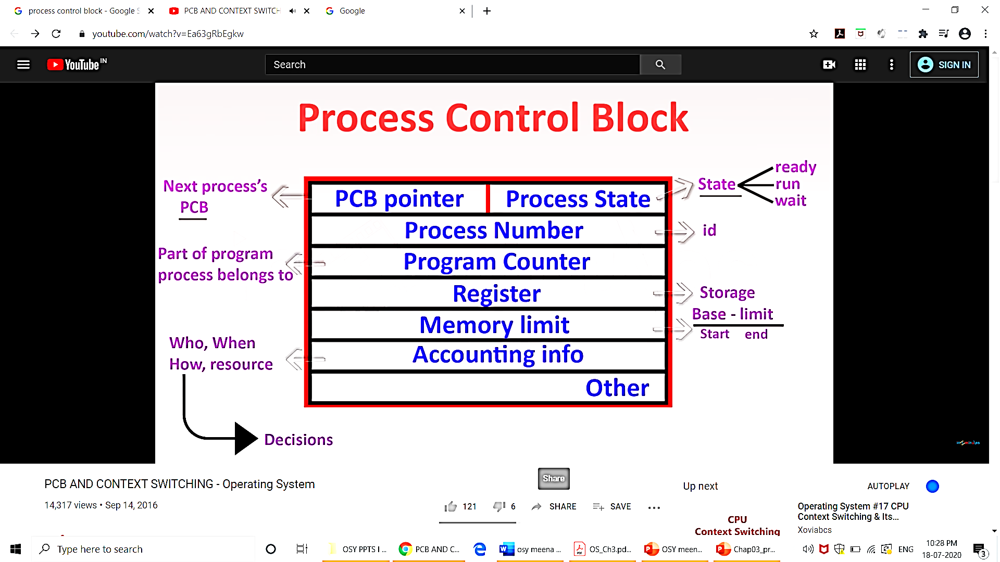 process control block - Google S
PCB AND CONTEXT SWITCH
Google
youtube.com/watch?v=Ea63gRbEgkw
YouTube IN
Search
SIGN IN
Process Control Block
Next process's
PCB
PCB pointer
Process State
State
ready
run
wait
Process Number
id
Part of program
process belongs to
Program Counter
Register
Storage
Memory limit
Base - limit
Start end
Who, When
How, resource
Accounting info
Other
Decisions
in minutes
Share
PCB AND CONTEXT SWITCHING - Operating System
14,317 views • Sep 14, 2016
121
6
SHARE
SAVE
Up next
AUTOPLAY
CPU
Context Switching
Operating System #17 CPU
Context Switching & Its...
Xoviabcs
Type here to search
OSY PPTS I ...
PCB AND C...
osy meena ...
OS_Ch3.pd...
OSY meen...
Chap03_pr...
ENG
10:28 PM
18-07-2020
3